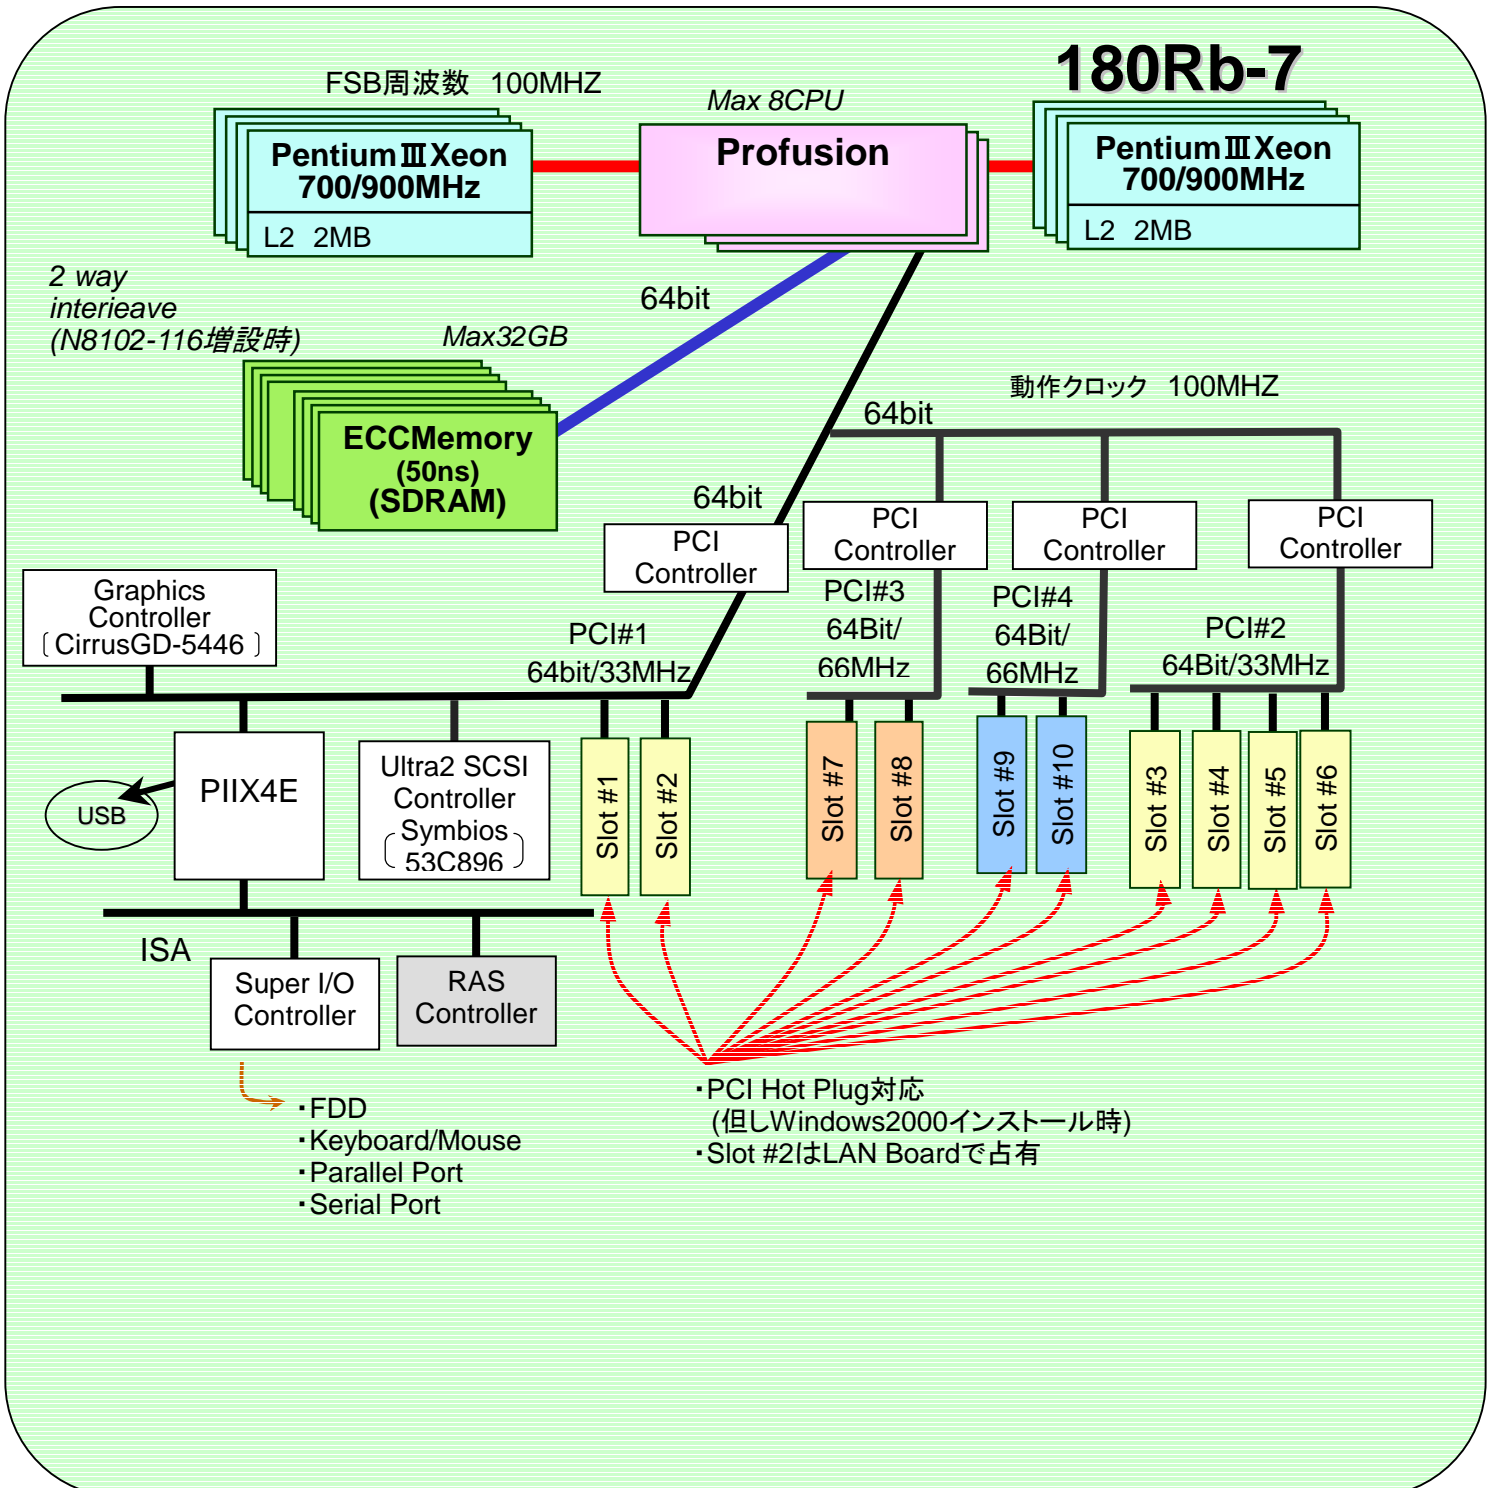 180Rb-7
FSB周波数 100MHZ
Max 8CPU
PentiumⅢXeon
700/900MHz
L2 2MB
Profusion
PentiumⅢXeon
700/900MHz
L2 2MB
2 way
interieave
(N8102-116増設時)
Max32GB
64bit
ECCMemory
(50ns)
(SDRAM)
動作クロック 100MHZ
64bit
64bit
PCI
Controller
PCI
Controller
PCI
Controller
PCI
Controller
Graphics
Controller
〔CirrusGD-5446〕
PCI#1
64bit/33MHz
PCI#3
64Bit/
66MHz
PCI#4
64Bit/
66MHz
PCI#2
64Bit/33MHz
USB
PIIX4E
Ultra2 SCSI
Controller
Symbios
53C896
Slot #1
Slot #2
Slot #7
Slot #8
Slot #9
Slot #10
Slot #3
Slot #4
Slot #5
Slot #6
ISA
Super I/O
Controller
RAS
Controller
・FDD
・Keyboard/Mouse
・Parallel Port
・Serial Port
・PCI Hot Plug対応
(但しWindows2000インストール時)
・Slot #2はLAN Boardで占有